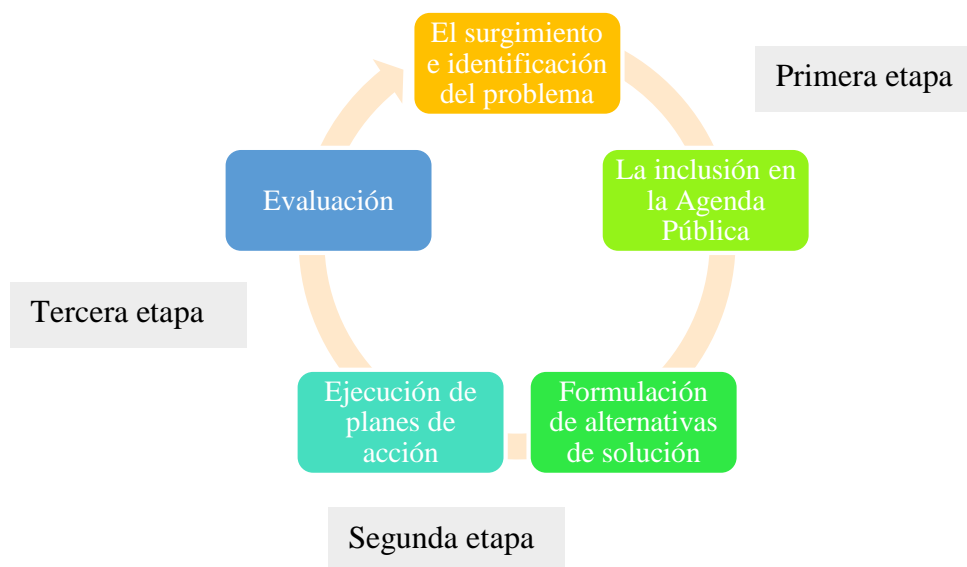 El surgimiento
e identificación
del problema
Primera etapa
La inclusión en
la Agenda
Pública
Formulación
de alternativas
de solución
Segunda etapa
Ejecución de
planes de
acción
Tercera etapa
Evaluación